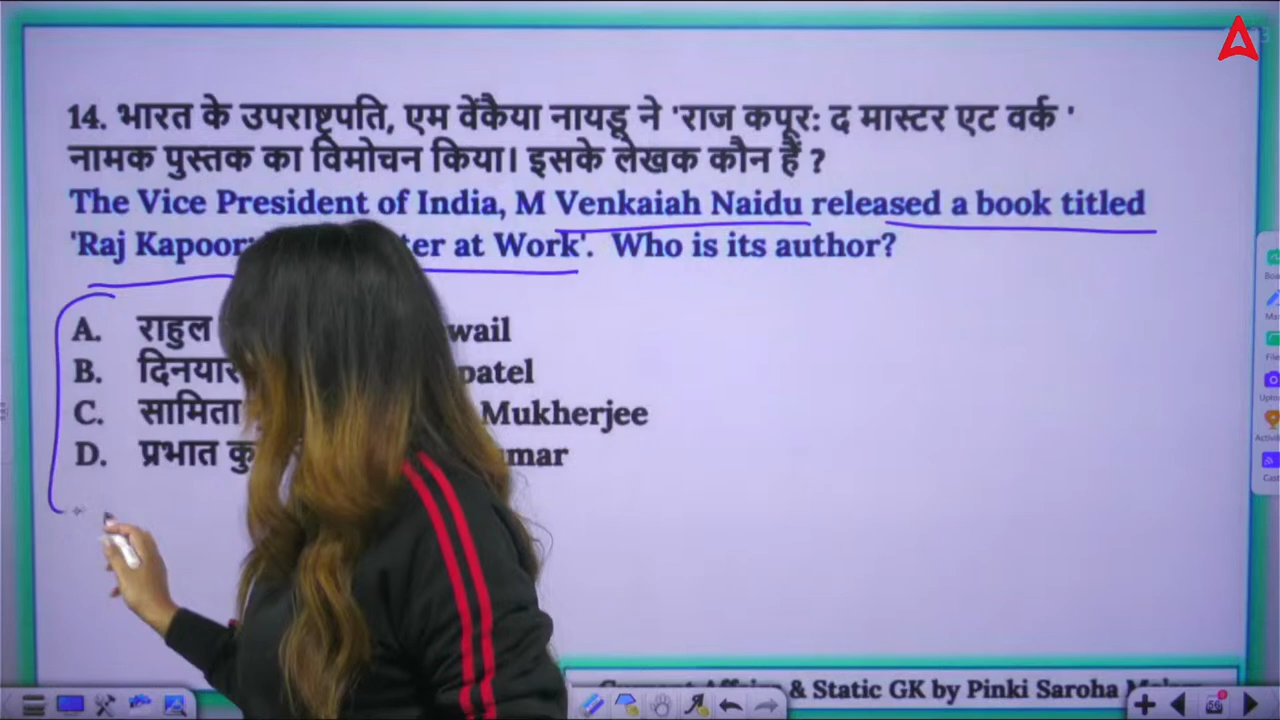 14. भारत के उपराष्ट्रपति, एम वेंकैया नायडू ने 'राज कपूर: द मास्टर एट वर्क '
नामक पुस्तक का विमोचन किया। इसके लेखक कौन हैं ?
The Vice President of India, M Venkaiah Naidu released a book titled
'Raj Kapoor: ter at Work'. Who is its author?
A. राहुल wail
B. दिनयार patel
C. सामिता Mukherjee
D. प्रभात कु mar
& Static GK by Pinki Saroha